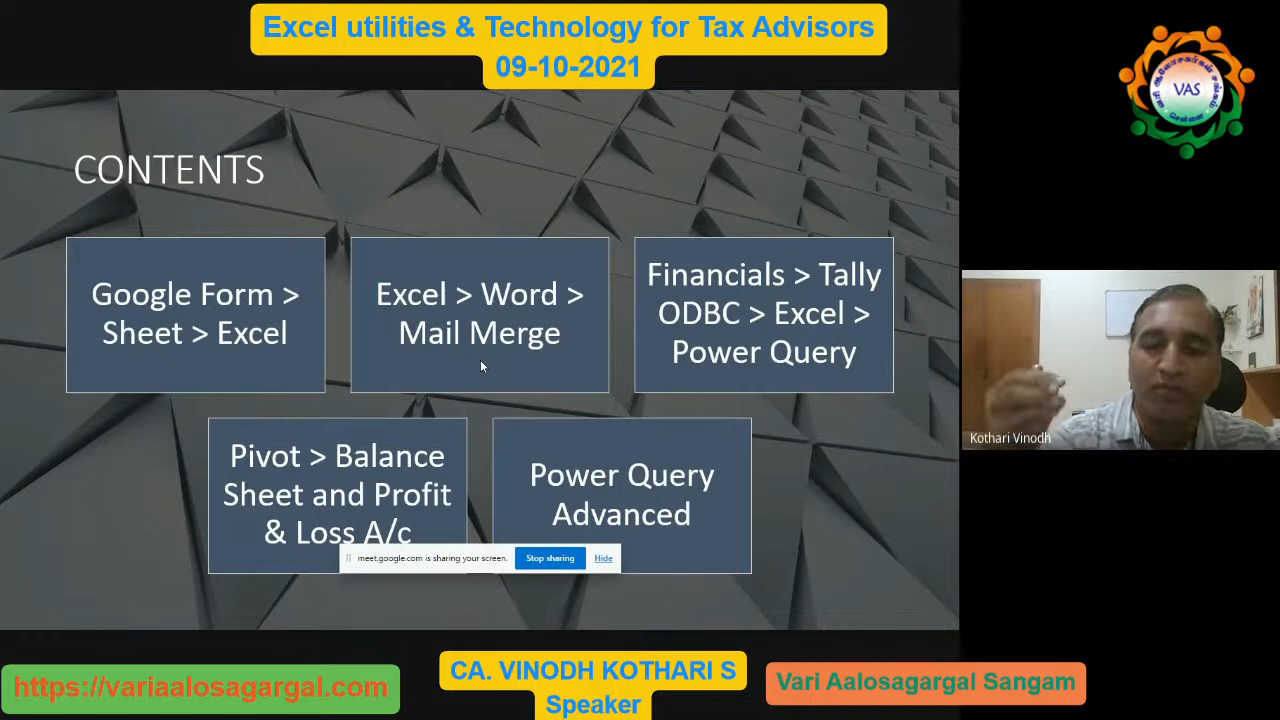 Excel utilities & Technology for Tax Advisors
09-10-2021
VAS
CONTENTS
Google Form >
Sheet > Excel
Excel > Word >
Mail Merge
Financials > Tally
ODBC > Excel >
Power Query
Pivot > Balance
Sheet and Profit
& Loss A/c
Power Query
Advanced
meet.google.com is sharing your screen.
Stop sharing
Hide
Kothari Vinodh
https://variaalosagargal.com
CA. VINODH KOTHARI S
Speaker
Vari Aalosagargal Sangam